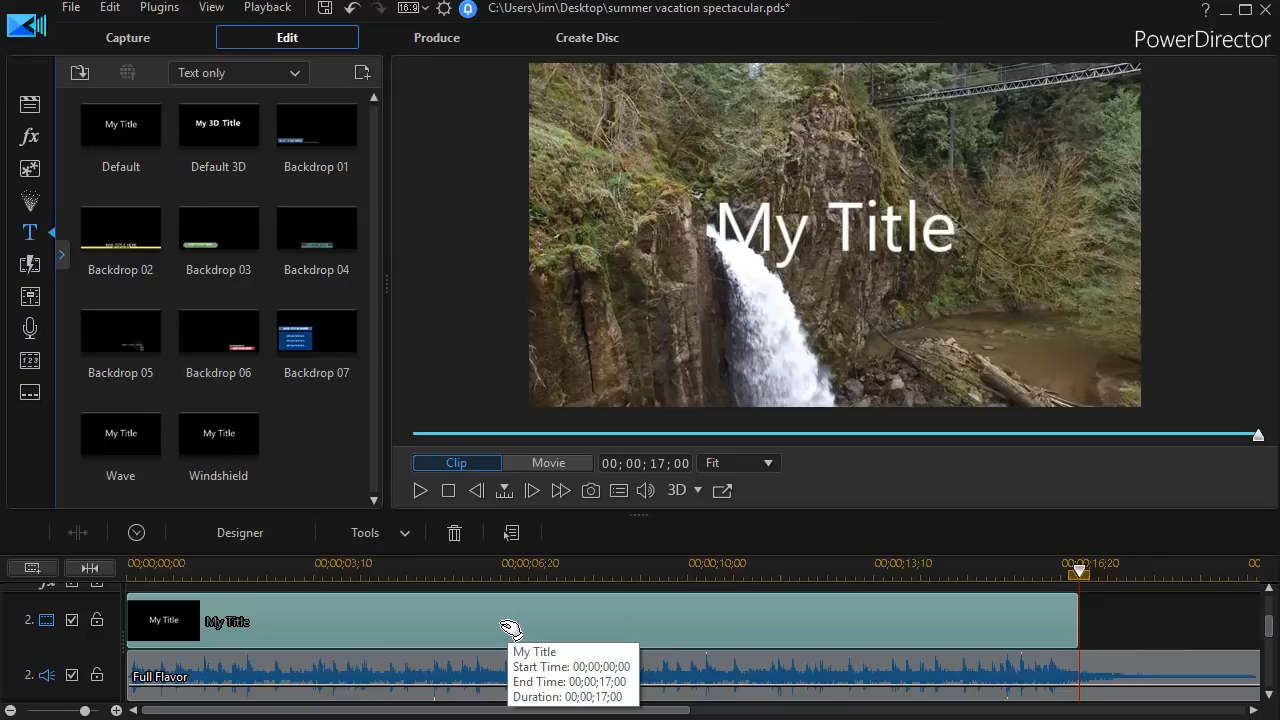 File Edit Plugins View Playback 16:9 C:\Users\Jim\Desktop\summer vacation spectacular.pds* ?
Capture Edit Produce Create Disc PowerDirector
Text only
My Title My 3D Title
Default Default 3D Backdrop 01
Backdrop 02 Backdrop 03 Backdrop 04
Backdrop 05 Backdrop 06 Backdrop 07
My Title My Title
Wave Windshield
fx
T
My Title
Clip Movie 00; 00; 17; 00 Fit
3D
Designer Tools
00;00;00;00 00;00;03;10 00;00;06;20 00;00;10;00 00;00;13;10 00;00;16;20 00
fx
2. My Title My Title
My Title
Start Time: 00;00;00;00
End Time: 00;00;17;00
Duration: 00;00;17;00
2. Full Flavor